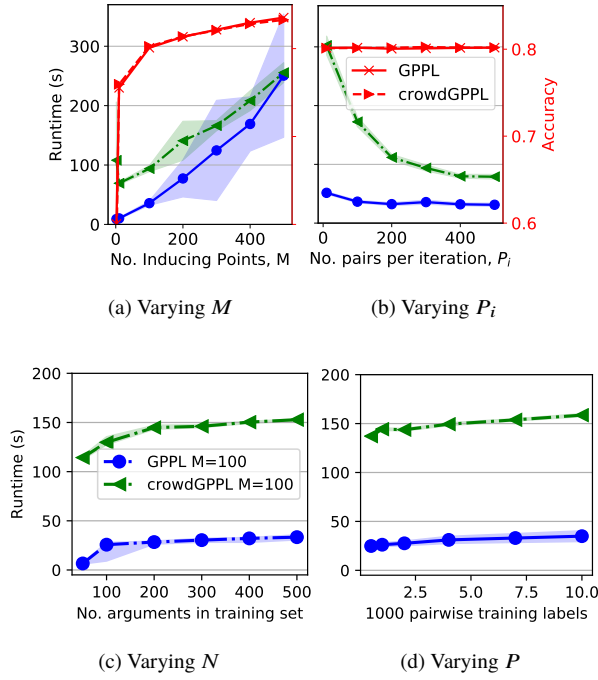 Runtime (s)
300
200
100
0
0
200
400
No. Inducing Points, M
GPPL
crowdGPPL
0.8
0.7
0.6
Accuracy
0
200
400
No. pairs per iteration, P_i
(a) Varying M
(b) Varying P_i
Runtime (s)
200
150
100
50
0
GPPL M=100
crowdGPPL M=100
100
200
300
400
500
No. arguments in training set
200
150
100
50
0
2.5
5.0
7.5
10.0
1000 pairwise training labels
(c) Varying N
(d) Varying P